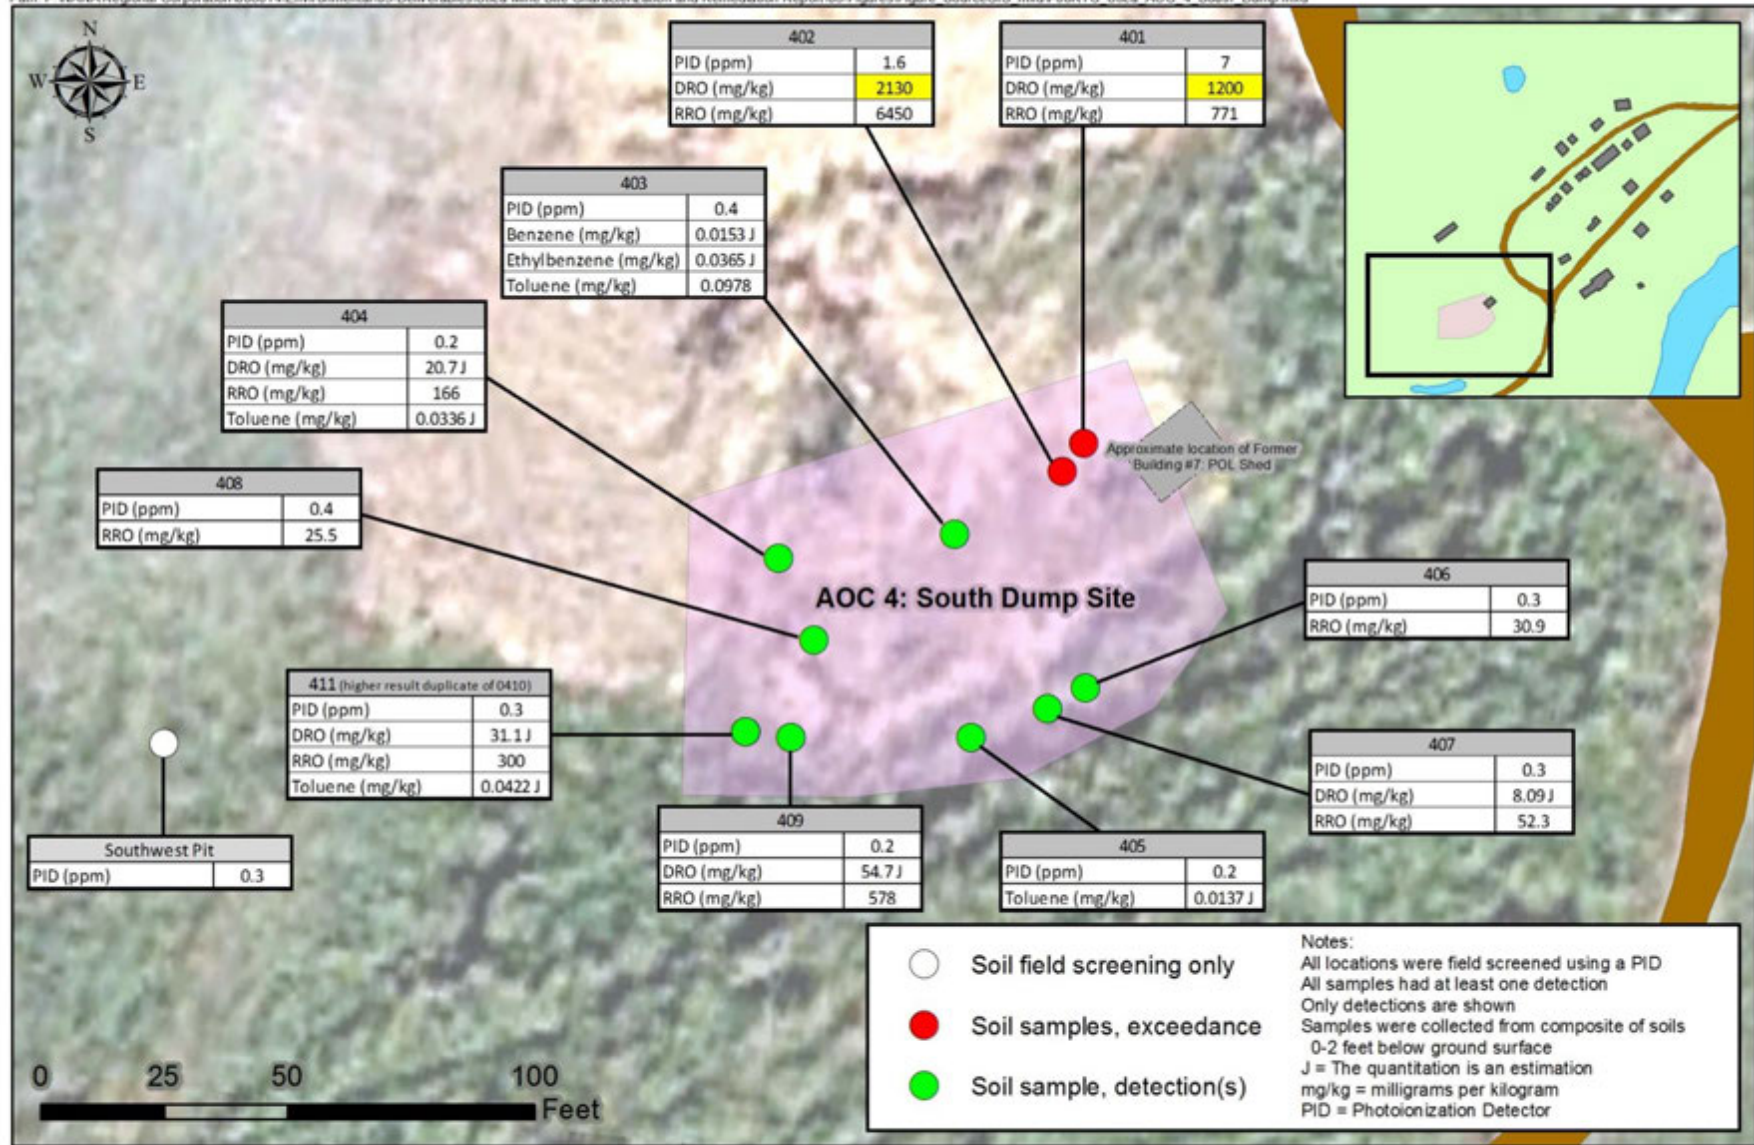 N
W E
S
402
PID (ppm) 1.6
DRO (mg/kg) 2130
RRO (mg/kg) 6450
401
PID (ppm) 7
DRO (mg/kg) 1200
RRO (mg/kg) 771
403
PID (ppm) 0.4
Benzene (mg/kg) 0.0153 J
Ethylbenzene (mg/kg) 0.0365 J
Toluene (mg/kg) 0.0978
404
PID (ppm) 0.2
DRO (mg/kg) 20.7 J
RRO (mg/kg) 166
Toluene (mg/kg) 0.0336 J
408
PID (ppm) 0.4
RRO (mg/kg) 25.5
Approximate location of Former
Building #7: POL Shed
AOC 4: South Dump Site
406
PID (ppm) 0.3
RRO (mg/kg) 30.9
411 (higher result duplicate of 0410)
PID (ppm) 0.3
DRO (mg/kg) 31.1 J
RRO (mg/kg) 300
Toluene (mg/kg) 0.0422 J
407
PID (ppm) 0.3
DRO (mg/kg) 8.09 J
RRO (mg/kg) 52.3
Southwest Pit
PID (ppm) 0.3
409
PID (ppm) 0.2
DRO (mg/kg) 54.7 J
RRO (mg/kg) 578
405
PID (ppm) 0.2
Toluene (mg/kg) 0.0137 J
0 25 50 100
Feet
Soil field screening only
Soil samples, exceedance
Soil sample, detection(s)
Notes:
All locations were field screened using a PID
All samples had at least one detection
Only detections are shown
Samples were collected from composite of soils
0-2 feet below ground surface
J = The quantitation is an estimation
mg/kg = milligrams per kilogram
PID = Photoionization Detector